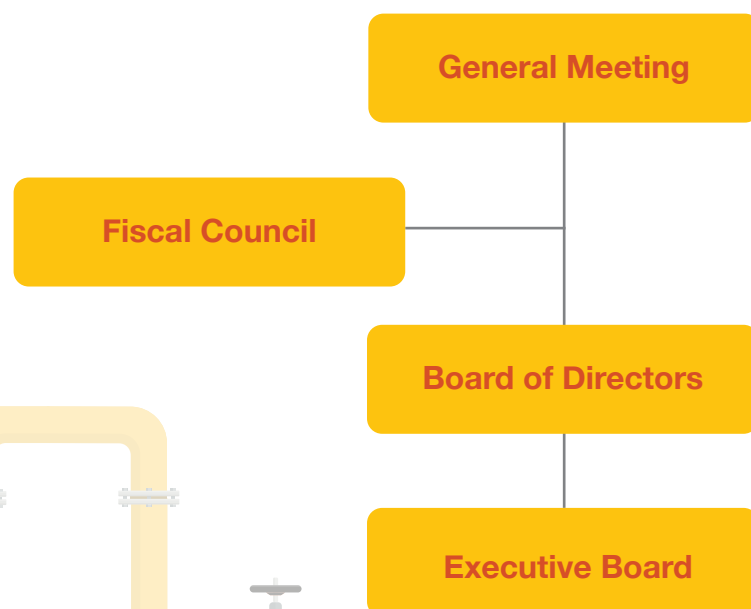 General Meeting
Fiscal Council
Board of Directors
Executive Board